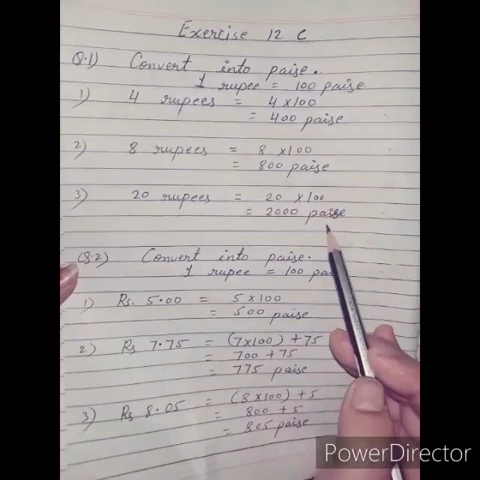 Exercise 12 C
Q.1) Convert into paise.
1 rupee = 100 paise
1) 4 rupees = 4 x 100
= 400 paise
2) 8 rupees = 8 x 100
= 800 paise
3) 20 rupees = 20 x 100
= 2000 paise
Q.2) Convert into paise.
1 rupee = 100 pai
1) Rs. 5.00 = 5 x 100
= 500 paise
2) Rs 7.75 = (7x100) + 75
= 700 + 75
= 775 paise
3) Rs 8.05 = (8 x 100) + 5
= 800 + 5
= 805 paise
PowerDirector